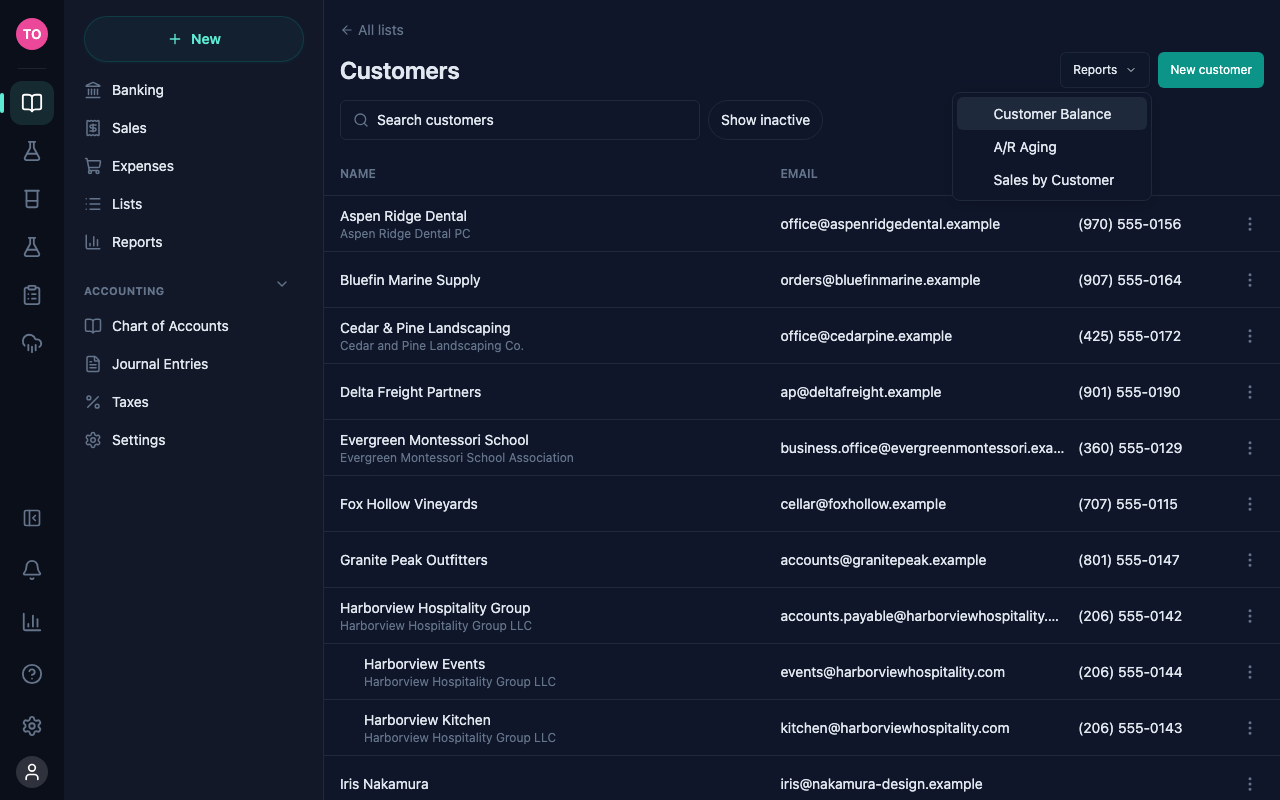 TO
New
Banking
Sales
Expenses
Lists
Reports
ACCOUNTING
Chart of Accounts
Journal Entries
Taxes
Settings
All lists
Customers
Reports
New customer
Search customers
Show inactive
Customer Balance
A/R Aging
Sales by Customer
NAME EMAIL
Aspen Ridge Dental
Aspen Ridge Dental PC
office@aspenridgedental.example (970) 555-0156
Bluefin Marine Supply orders@bluefinmarine.example (907) 555-0164
Cedar & Pine Landscaping
Cedar and Pine Landscaping Co.
office@cedarpine.example (425) 555-0172
Delta Freight Partners ap@deltafreight.example (901) 555-0190
Evergreen Montessori School
Evergreen Montessori School Association
business.office@evergreenmontessori.exa... (360) 555-0129
Fox Hollow Vineyards cellar@foxhollow.example (707) 555-0115
Granite Peak Outfitters accounts@granitepeak.example (801) 555-0147
Harborview Hospitality Group
Harborview Hospitality Group LLC
accounts.payable@harborviewhospitality.... (206) 555-0142
Harborview Events
Harborview Hospitality Group LLC
events@harborviewhospitality.com (206) 555-0144
Harborview Kitchen
Harborview Hospitality Group LLC
kitchen@harborviewhospitality.com (206) 555-0143
Iris Nakamura iris@nakamura-design.example